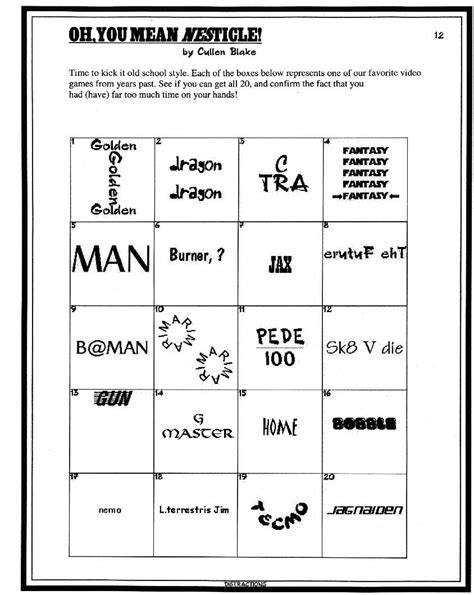 OH, YOU MEAN NESTICLE!
12
by Cullen Blake
Time to kick it old school style. Each of the boxes below represents one of our favorite video
games from years past. See if you can get all 20, and confirm the fact that you
had (have) far too much time on your hands!
1
Golden
Golden
Golden
2
dragon
dragon
3
C
TRA
4
FANTASY
FANTASY
FANTASY
FANTASY
→FANTASY←
5
MAN
6
Burner, ?
7
JAX
8
erutuF ehT
9
B@MAN
10
11
PEDE
100
12
Sk8 V die
13
GUN
14
G
MASTER
15
HOME
16
17
nemo
18
L.terrestris Jim
19
TECMO
20
JAGNAIDEN
DISTRACTIONS